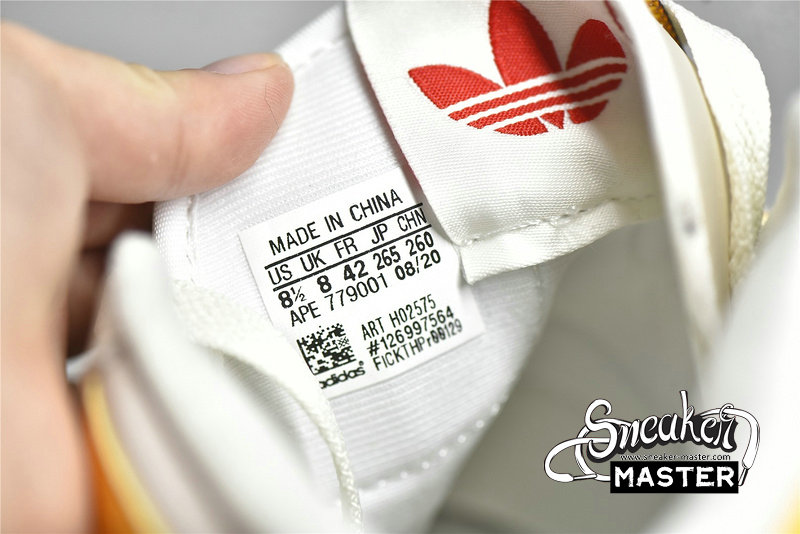 MADE IN CHINA
US UK FR JP CHN
8½ 8 42 265 260
APE 779001 08/20
ART H02575
#126997564
adidas
Sneaker
www.sneaker-master.com
MASTER